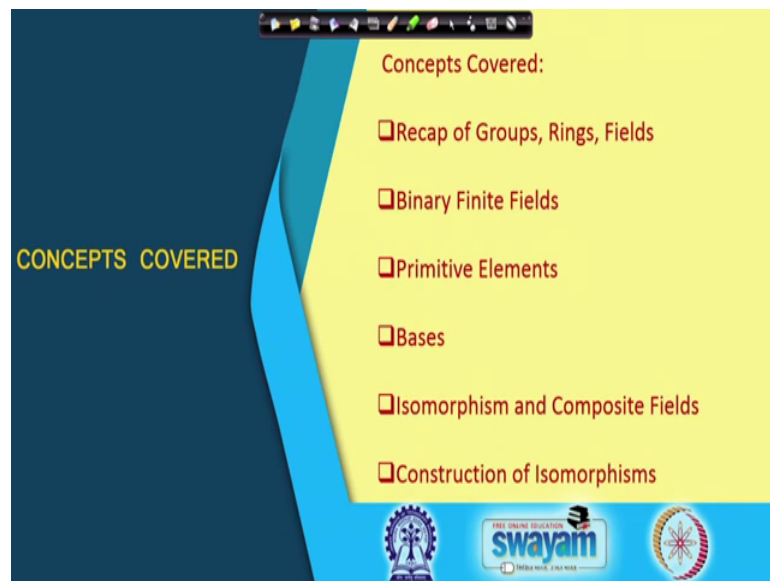 Concepts Covered:
❑Recap of Groups, Rings, Fields
❑Binary Finite Fields
❑Primitive Elements
CONCEPTS COVERED
❑Bases
❑Isomorphism and Composite Fields
❑Construction of Isomorphisms
FREE ONLINE EDUCATION
swayam